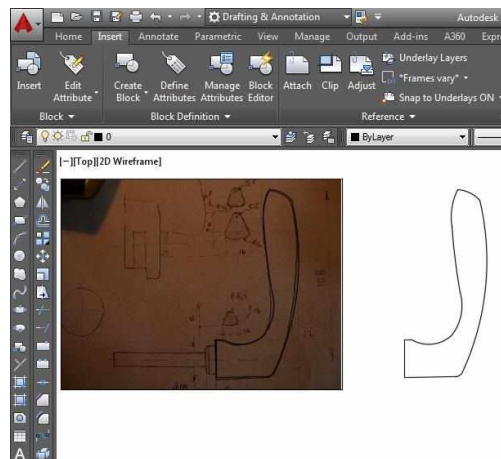 Drafting & Annotation
Autodesk
Home Insert Annotate Parametric View Manage Output Add-ins A360 Expre
Insert
Edit Attribute
Create Block
Define Attributes
Manage Attributes
Block Editor
Attach
Clip
Adjust
Underlay Layers
*Frames vary*
Snap to Underlays ON
Block
Block Definition
Reference
0
ByLayer
[−][Top][2D Wireframe]
A